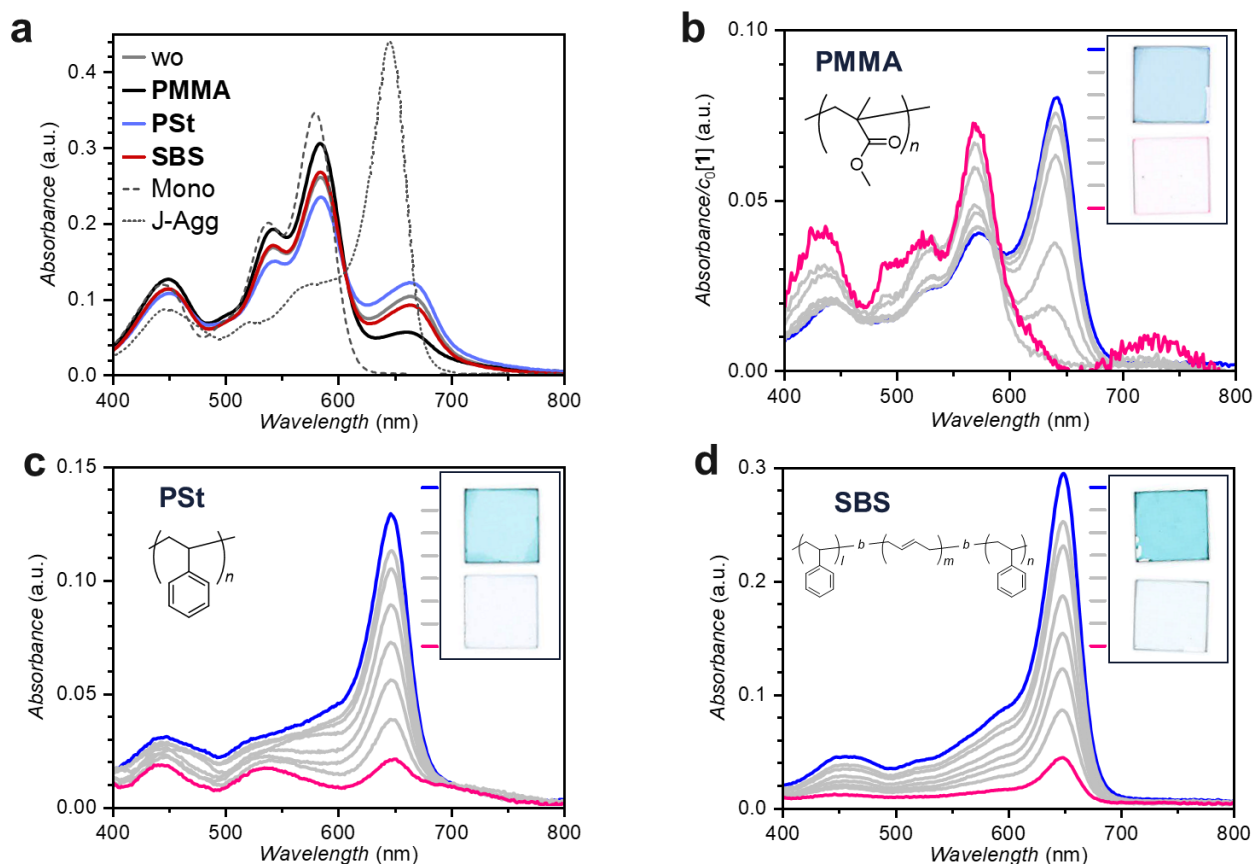 a
Absorbance (a.u.)
0.4
0.3
0.2
0.1
0.0
wo
PMMA
PSt
SBS
Mono
J-Agg
400 500 600 700 800
Wavelength (nm)
b
Absorbance/c0[1] (a.u.)
0.10
0.05
0.00
PMMA
O
O
n
400 500 600 700 800
Wavelength (nm)
c
Absorbance (a.u.)
0.15
0.10
0.05
0.00
PSt
n
400 500 600 700 800
Wavelength (nm)
d
Absorbance (a.u.)
0.3
0.2
0.1
0.0
SBS
l b m b n
400 500 600 700 800
Wavelength (nm)